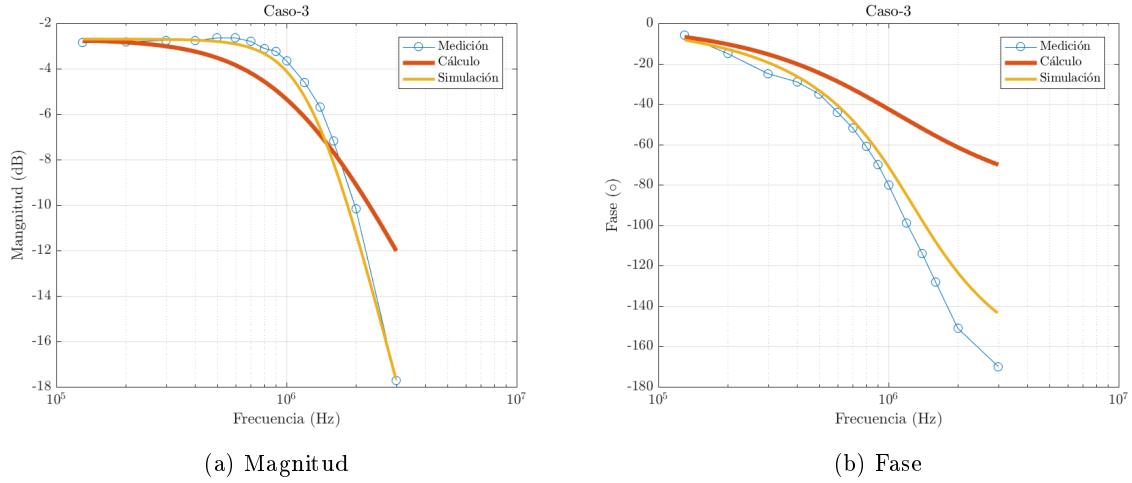 Caso-3
-2
-4
-6
-8
-10
-12
-14
-16
-18
Mangnitud (dB)
10^5
10^6
10^7
Frecuencia (Hz)
Medición
Cálculo
Simulación
(a) Magnitud
Caso-3
0
-20
-40
-60
-80
-100
-120
-140
-160
-180
Fase (○)
10^5
10^6
10^7
Frecuencia (Hz)
Medición
Cálculo
Simulación
(b) Fase